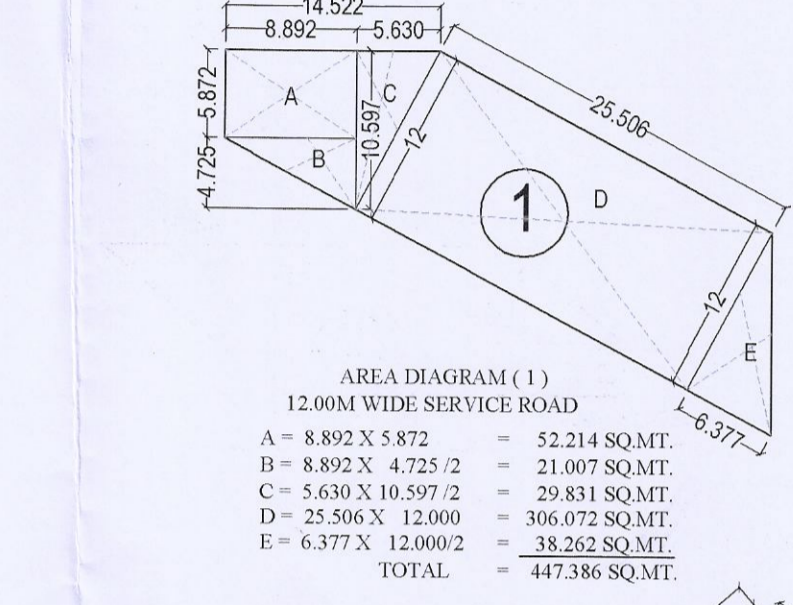 14.522
8.892 5.630
5.872
A
C
10.597
12
25.506
4.725
B
1
D
12
E
6.377
AREA DIAGRAM ( 1 )
12.00M WIDE SERVICE ROAD
A = 8.892 X 5.872 = 52.214 SQ.MT.
B = 8.892 X 4.725 /2 = 21.007 SQ.MT.
C = 5.630 X 10.597 /2 = 29.831 SQ.MT.
D = 25.506 X 12.000 = 306.072 SQ.MT.
E = 6.377 X 12.000/2 = 38.262 SQ.MT.
TOTAL = 447.386 SQ.MT.